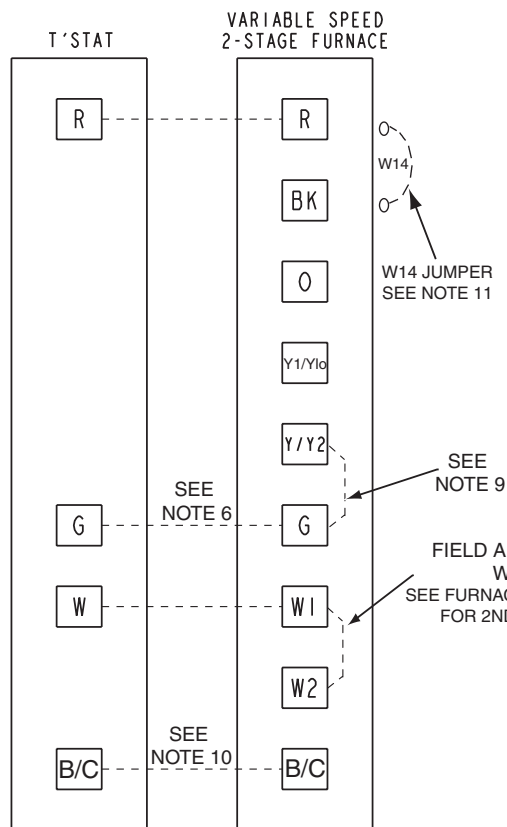 T'STAT
VARIABLE SPEED
2-STAGE FURNACE
R
R
W14
BK
W14 JUMPER
SEE NOTE 11
O
Y1/Ylo
Y/Y2
SEE
NOTE 9
SEE
NOTE 6
G
G
FIELD A
W
SEE FURNAC
FOR 2ND
W
W1
W2
SEE
NOTE 10
B/C
B/C